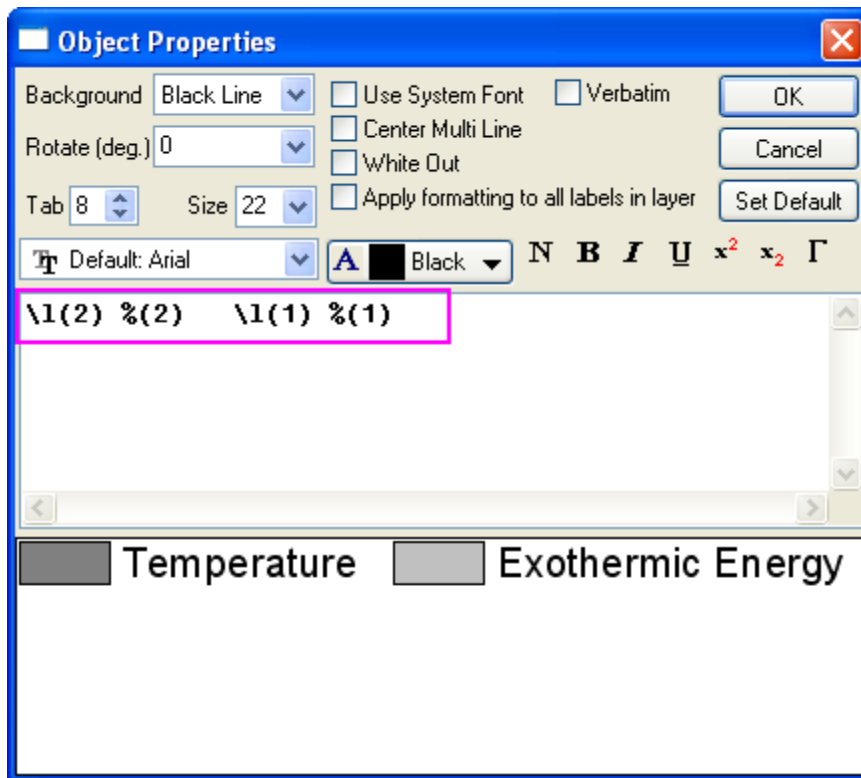 Object Properties
Background Black Line Use System Font Verbatim OK
Rotate (deg.) 0 Center Multi Line Cancel
White Out
Tab 8 Size 22 Apply formatting to all labels in layer Set Default
Default: Arial A Black N B I U x² x₂ Γ
\l(2) %(2) \l(1) %(1)
Temperature Exothermic Energy